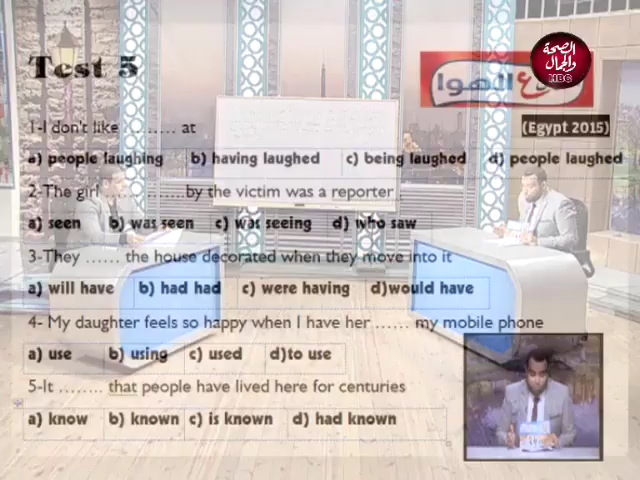 الصحة
والجمال
HBC
ع الهوا
Test 5
1-I don't like ……… at
(Egypt 2015)
a) people laughing b) having laughed c) being laughed d) people laughed
2-The girl …………by the victim was a reporter
a) seen b) was seen c) was seeing d) who saw
3-They …… the house decorated when they move into it
a) will have b) had had c) were having d)would have
4- My daughter feels so happy when I have her …… my mobile phone
a) use b) using c) used d)to use
5-It …….. that people have lived here for centuries
a) know b) known c) is known d) had known